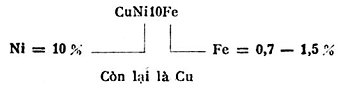 CuNi10Fe
Ni = 10 % Fe = 0,7 — 1,5 %
Còn lại là Cu